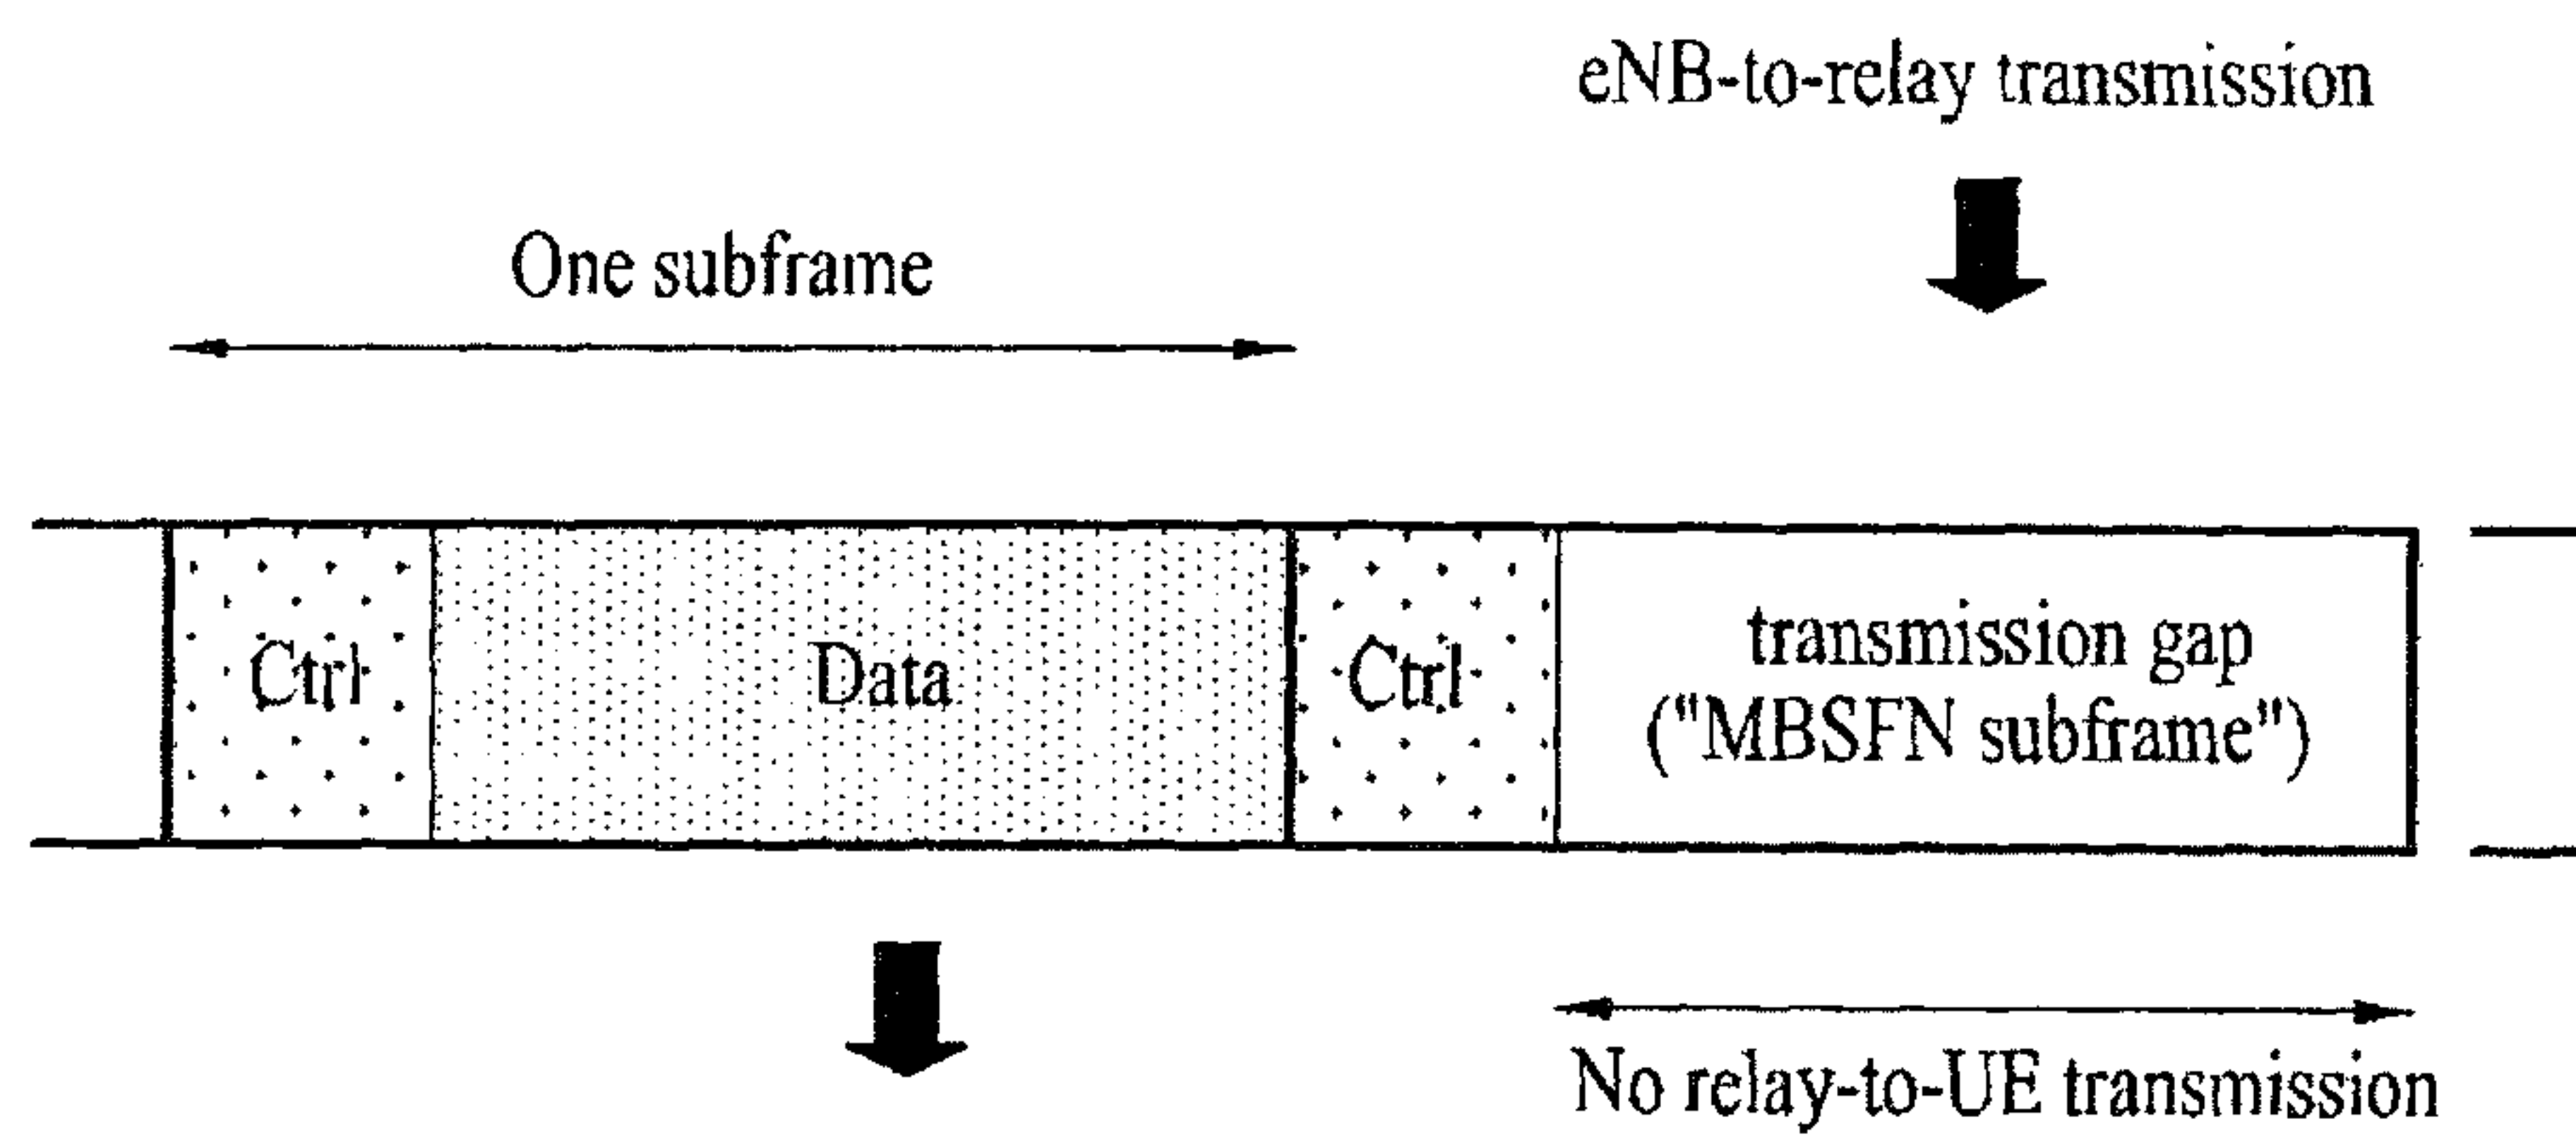 eNB-to-relay transmission
One subframe
Ctrl
Data
Ctrl
transmission gap
("MBSFN subframe")
No relay-to-UE transmission